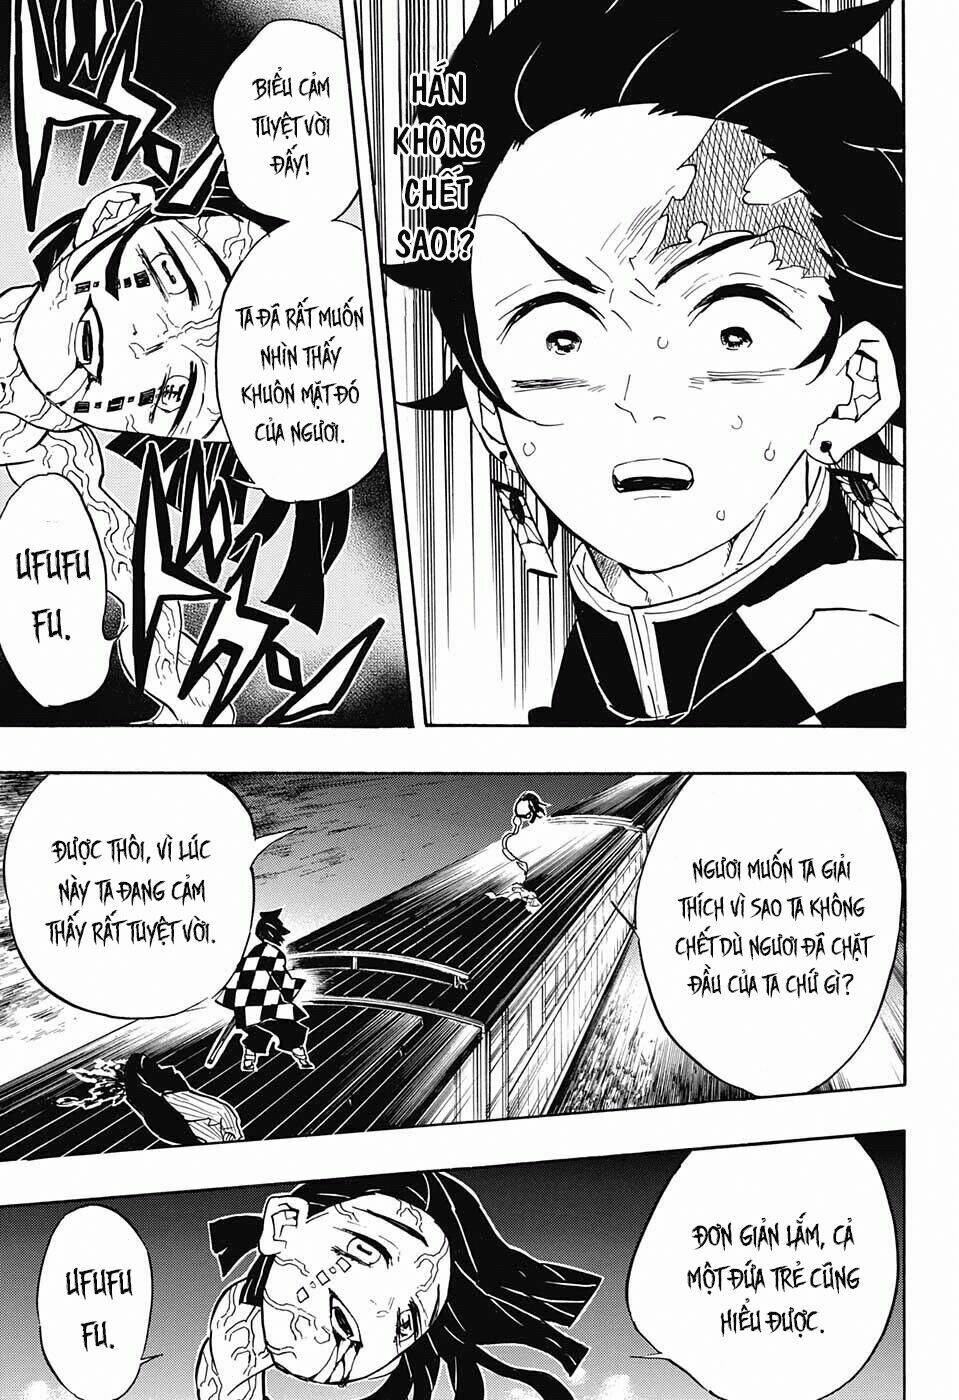 HẮN
KHÔNG
CHẾT
SAO!?
BIỂU CẢM
TUYỆT VỜI
ĐẤY!
TA ĐÃ RẤT MUỐN
NHÌN THẤY
KHUÔN MẶT ĐÓ
CỦA NGƯƠI.
UFUFU
FU.
NGƯƠI MUỐN TA GIẢI
THÍCH VÌ SAO TA KHÔNG
CHẾT DÙ NGƯƠI ĐÃ CHẶT
ĐẦU CỦA TA CHỨ GÌ?
ĐƯỢC THÔI, VÌ LÚC
NÀY TA ĐANG CẢM
THẤY RẤT TUYỆT VỜI.
ĐƠN GIẢN LẮM, CẢ
MỘT ĐỨA TRẺ CŨNG
HIỂU ĐƯỢC.
UFUFU
FU.